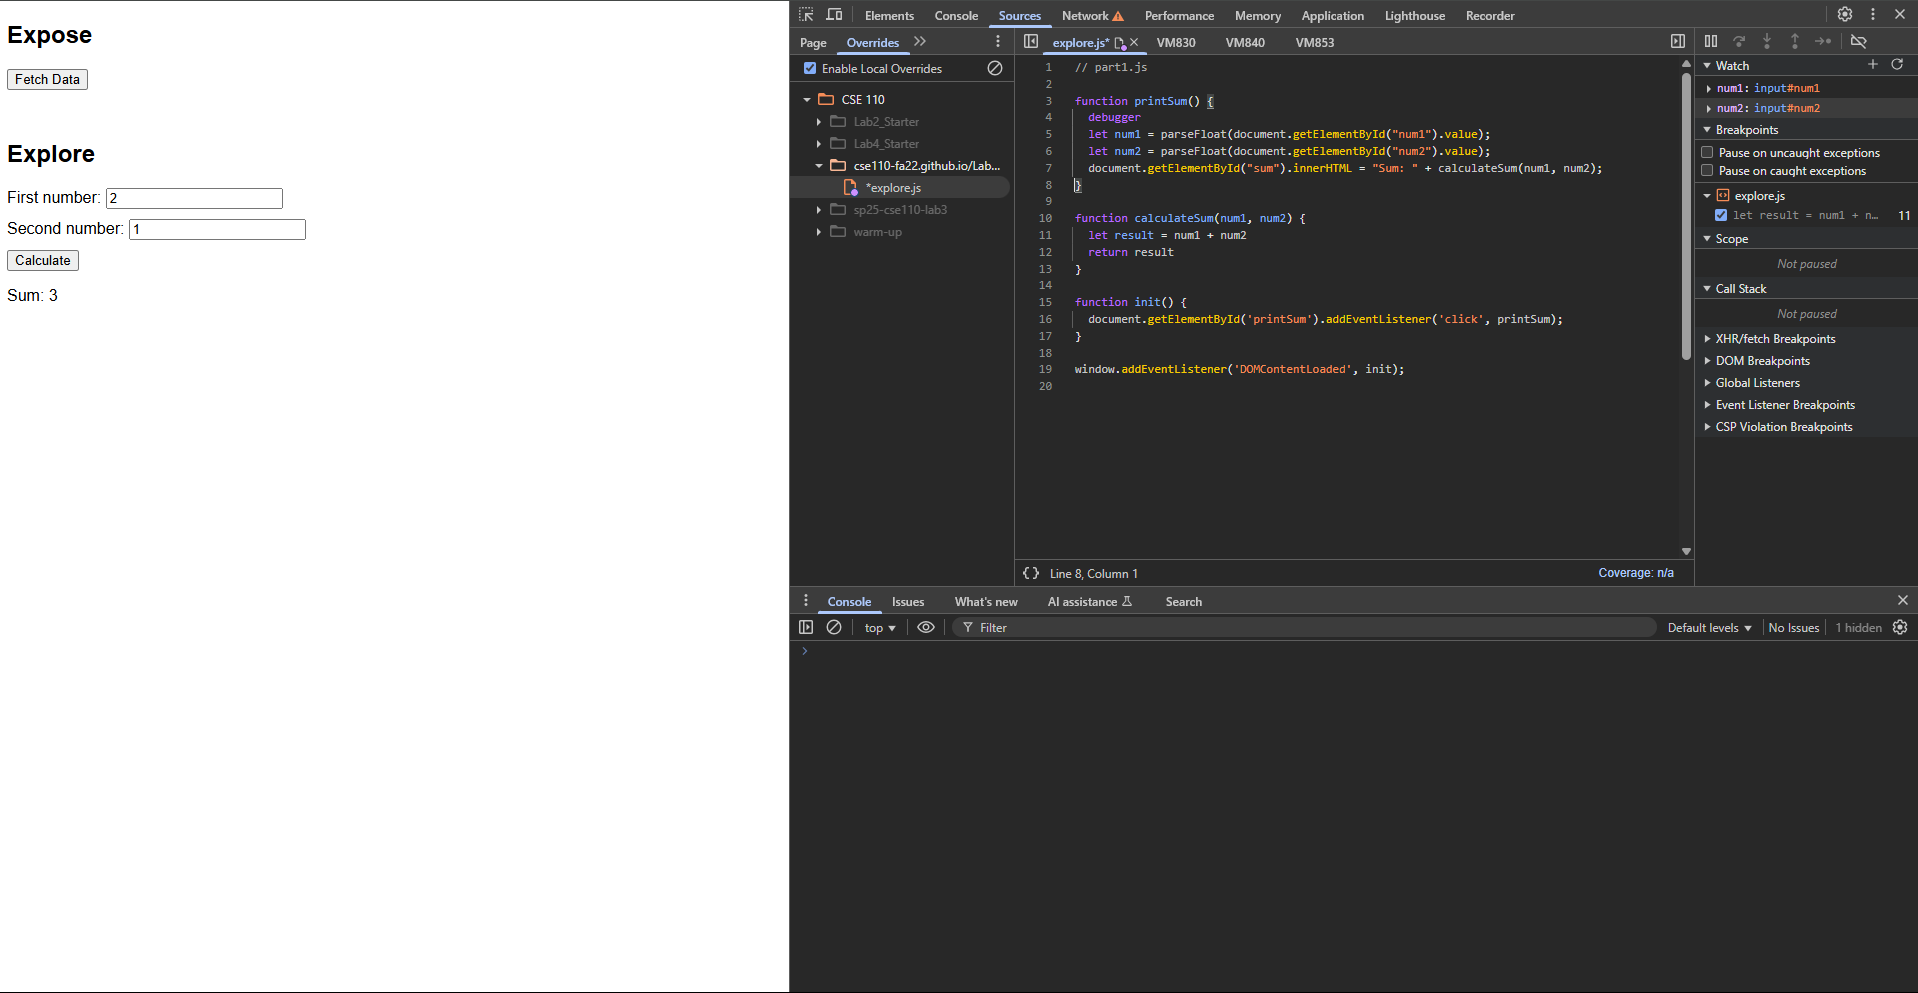 Expose
Fetch Data
Explore
First number: 2
Second number: 1
Calculate
Sum: 3
Elements Console Sources Network Performance Memory Application Lighthouse Recorder
Page Overrides
Enable Local Overrides
CSE 110
Lab2_Starter
Lab4_Starter
cse110-fa22.github.io/Lab...
*explore.js
sp25-cse110-lab3
warm-up
explore.js* VM830 VM840 VM853
1 // part1.js
2
3 function printSum() {
4 debugger
5 let num1 = parseFloat(document.getElementById("num1").value);
6 let num2 = parseFloat(document.getElementById("num2").value);
7 document.getElementById("sum").innerHTML = "Sum: " + calculateSum(num1, num2);
8 }
9
10 function calculateSum(num1, num2) {
11 let result = num1 + num2
12 return result
13 }
14
15 function init() {
16 document.getElementById('printSum').addEventListener('click', printSum);
17 }
18
19 window.addEventListener('DOMContentLoaded', init);
20
{} Line 8, Column 1 Coverage: n/a
Watch
num1: input#num1
num2: input#num2
Breakpoints
Pause on uncaught exceptions
Pause on caught exceptions
explore.js
let result = num1 + n… 11
Scope
Not paused
Call Stack
Not paused
XHR/fetch Breakpoints
DOM Breakpoints
Global Listeners
Event Listener Breakpoints
CSP Violation Breakpoints
Console Issues What's new AI assistance Search
top Filter Default levels No Issues 1 hidden